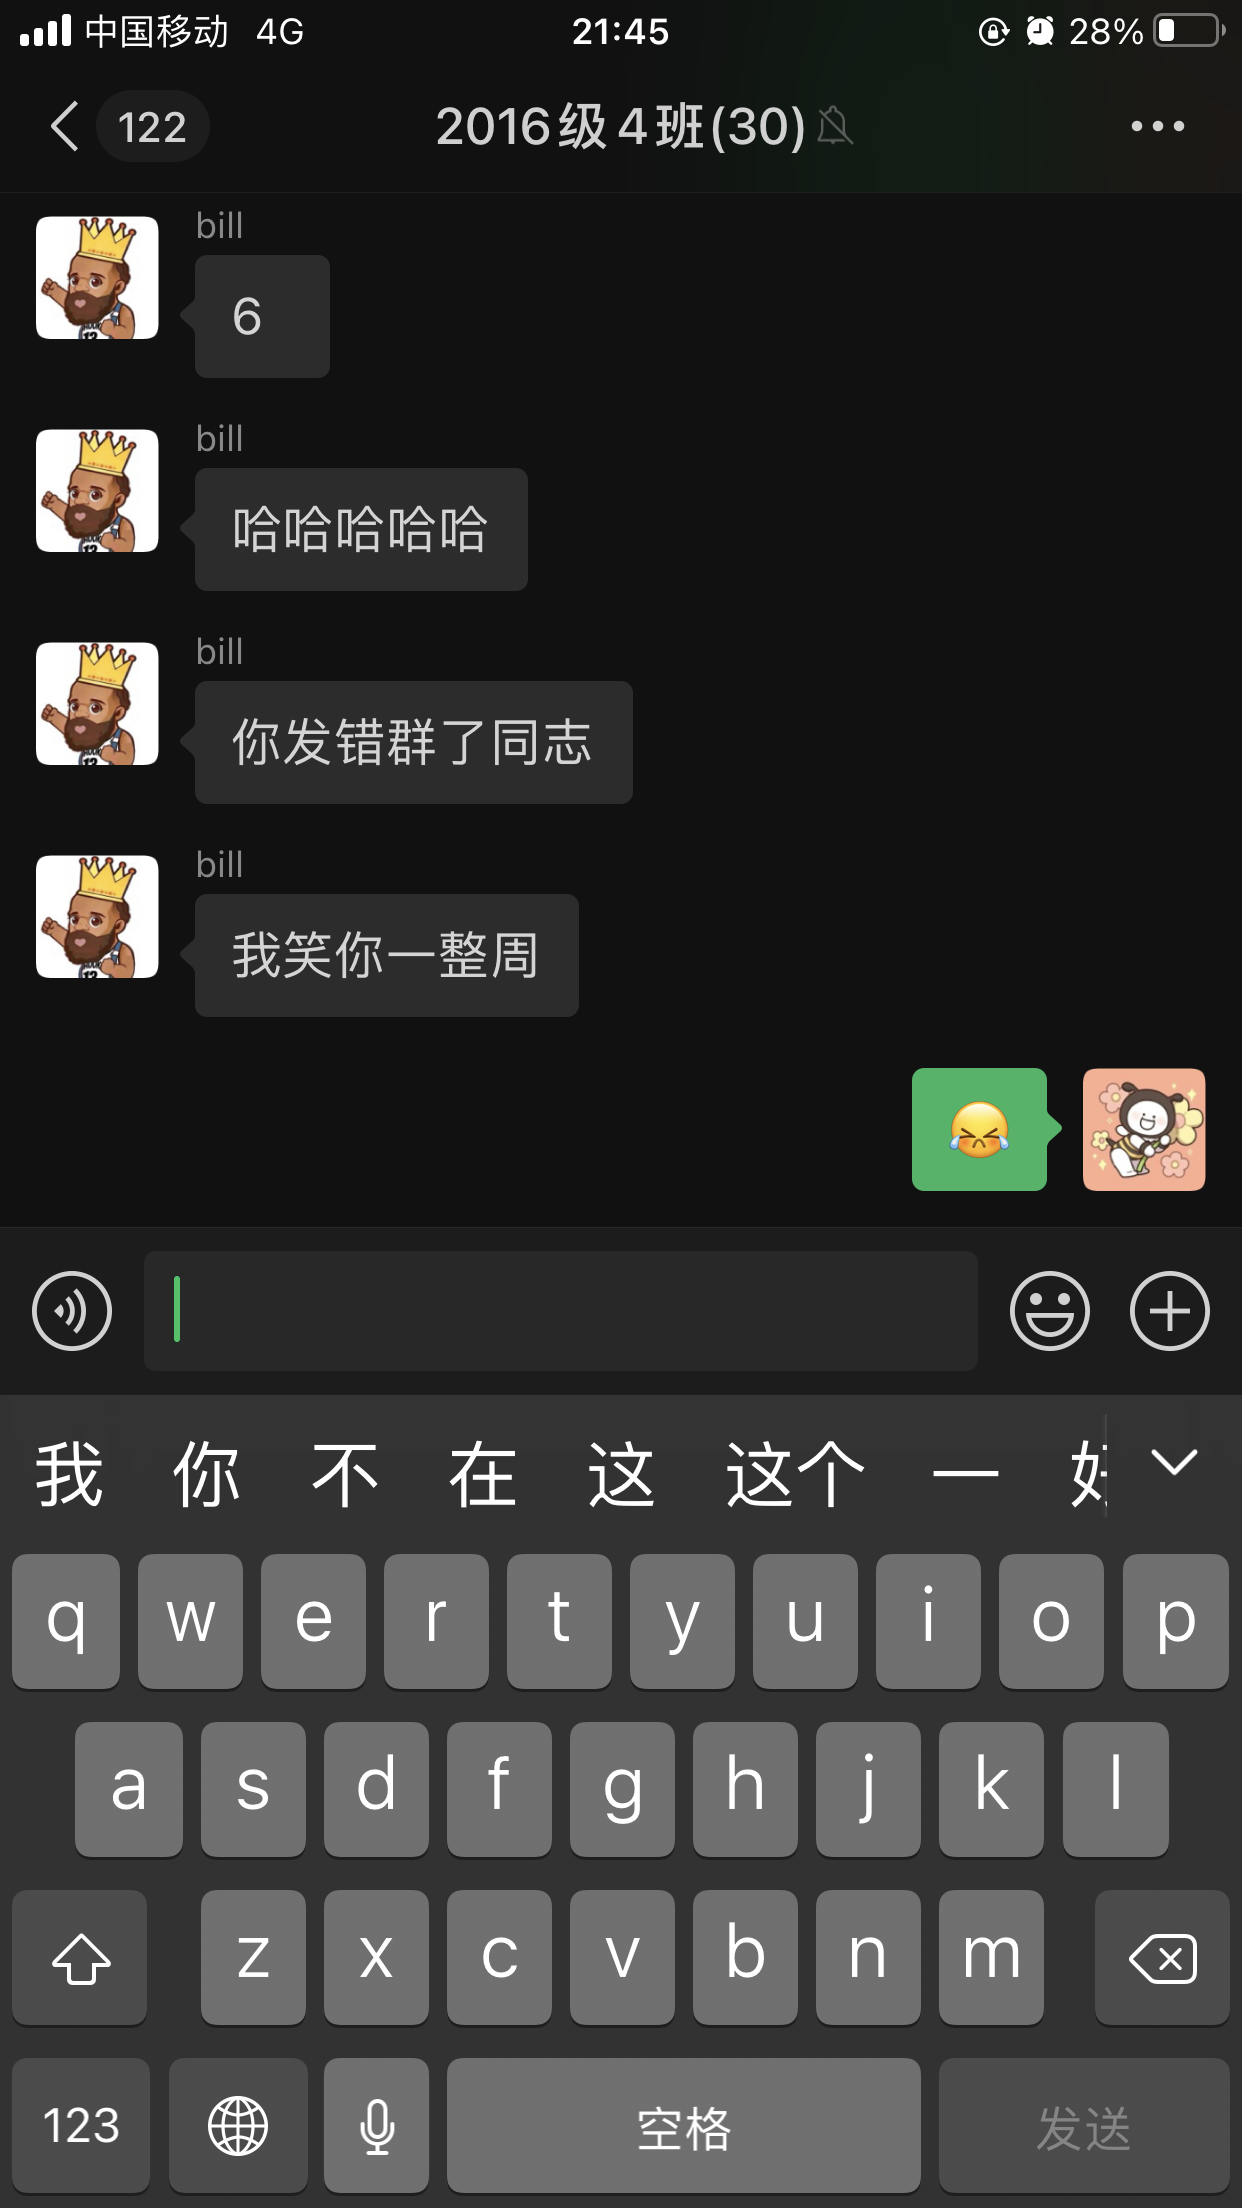 中国移动 4G 21:45 28%
122 2016级4班(30) •••
bill
6
bill
哈哈哈哈哈
bill
你发错群了同志
bill
我笑你一整周
😹
我 你 不 在 这 这个 一 好
q w e r t y u i o p
a s d f g h j k l
z x c v b n m
123 空格 发送